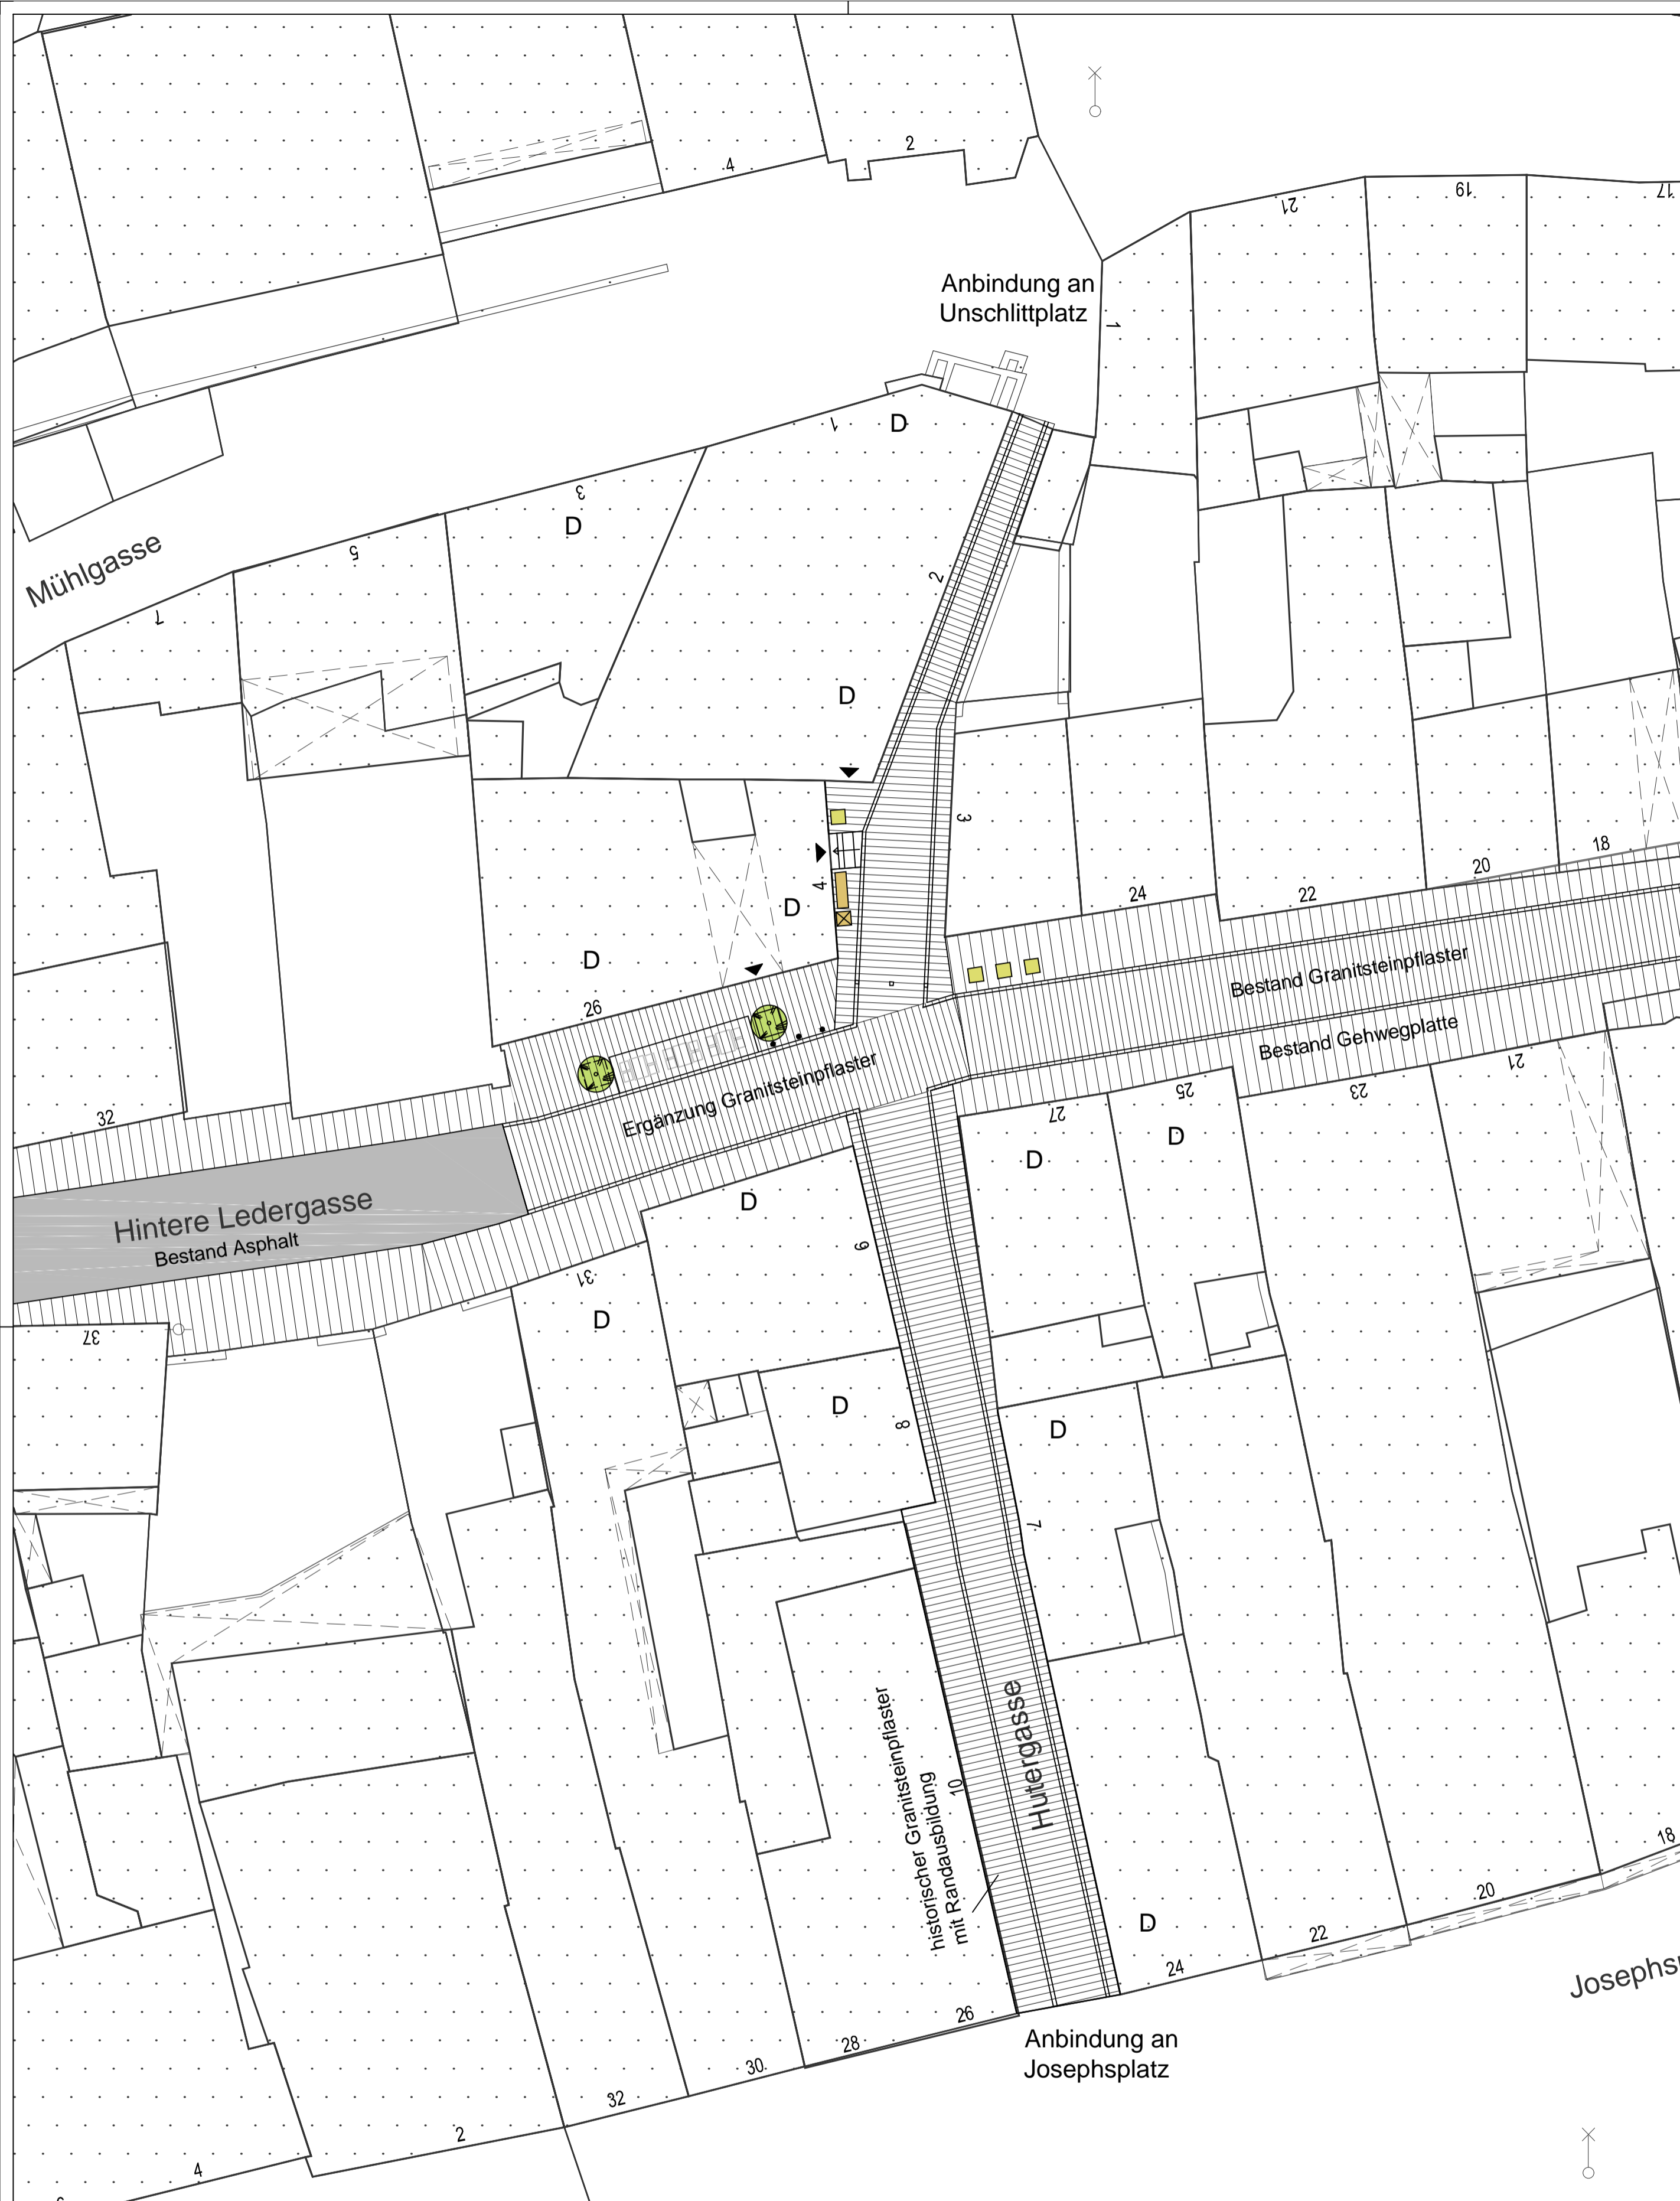 2
4
Anbindung an
Unschlittplatz
21
19
17
1
1
D
3
D
5
7
Mühlgasse
2
D
3
4
D
D
26
24
22
20
18
Bestand Granitsteinpflaster
Bestand Gehwegplatte
Ergänzung Granitsteinpflaster
32
Hintere Ledergasse
Bestand Asphalt
37
31
D
D
27
25
23
21
D
D
6
8
D
D
7
Hutergasse
10
historischer Granitsteinpflaster
mit Randausbildung
D
18
20
22
24
26
28
30
32
2
4
Anbindung an
Josephsplatz